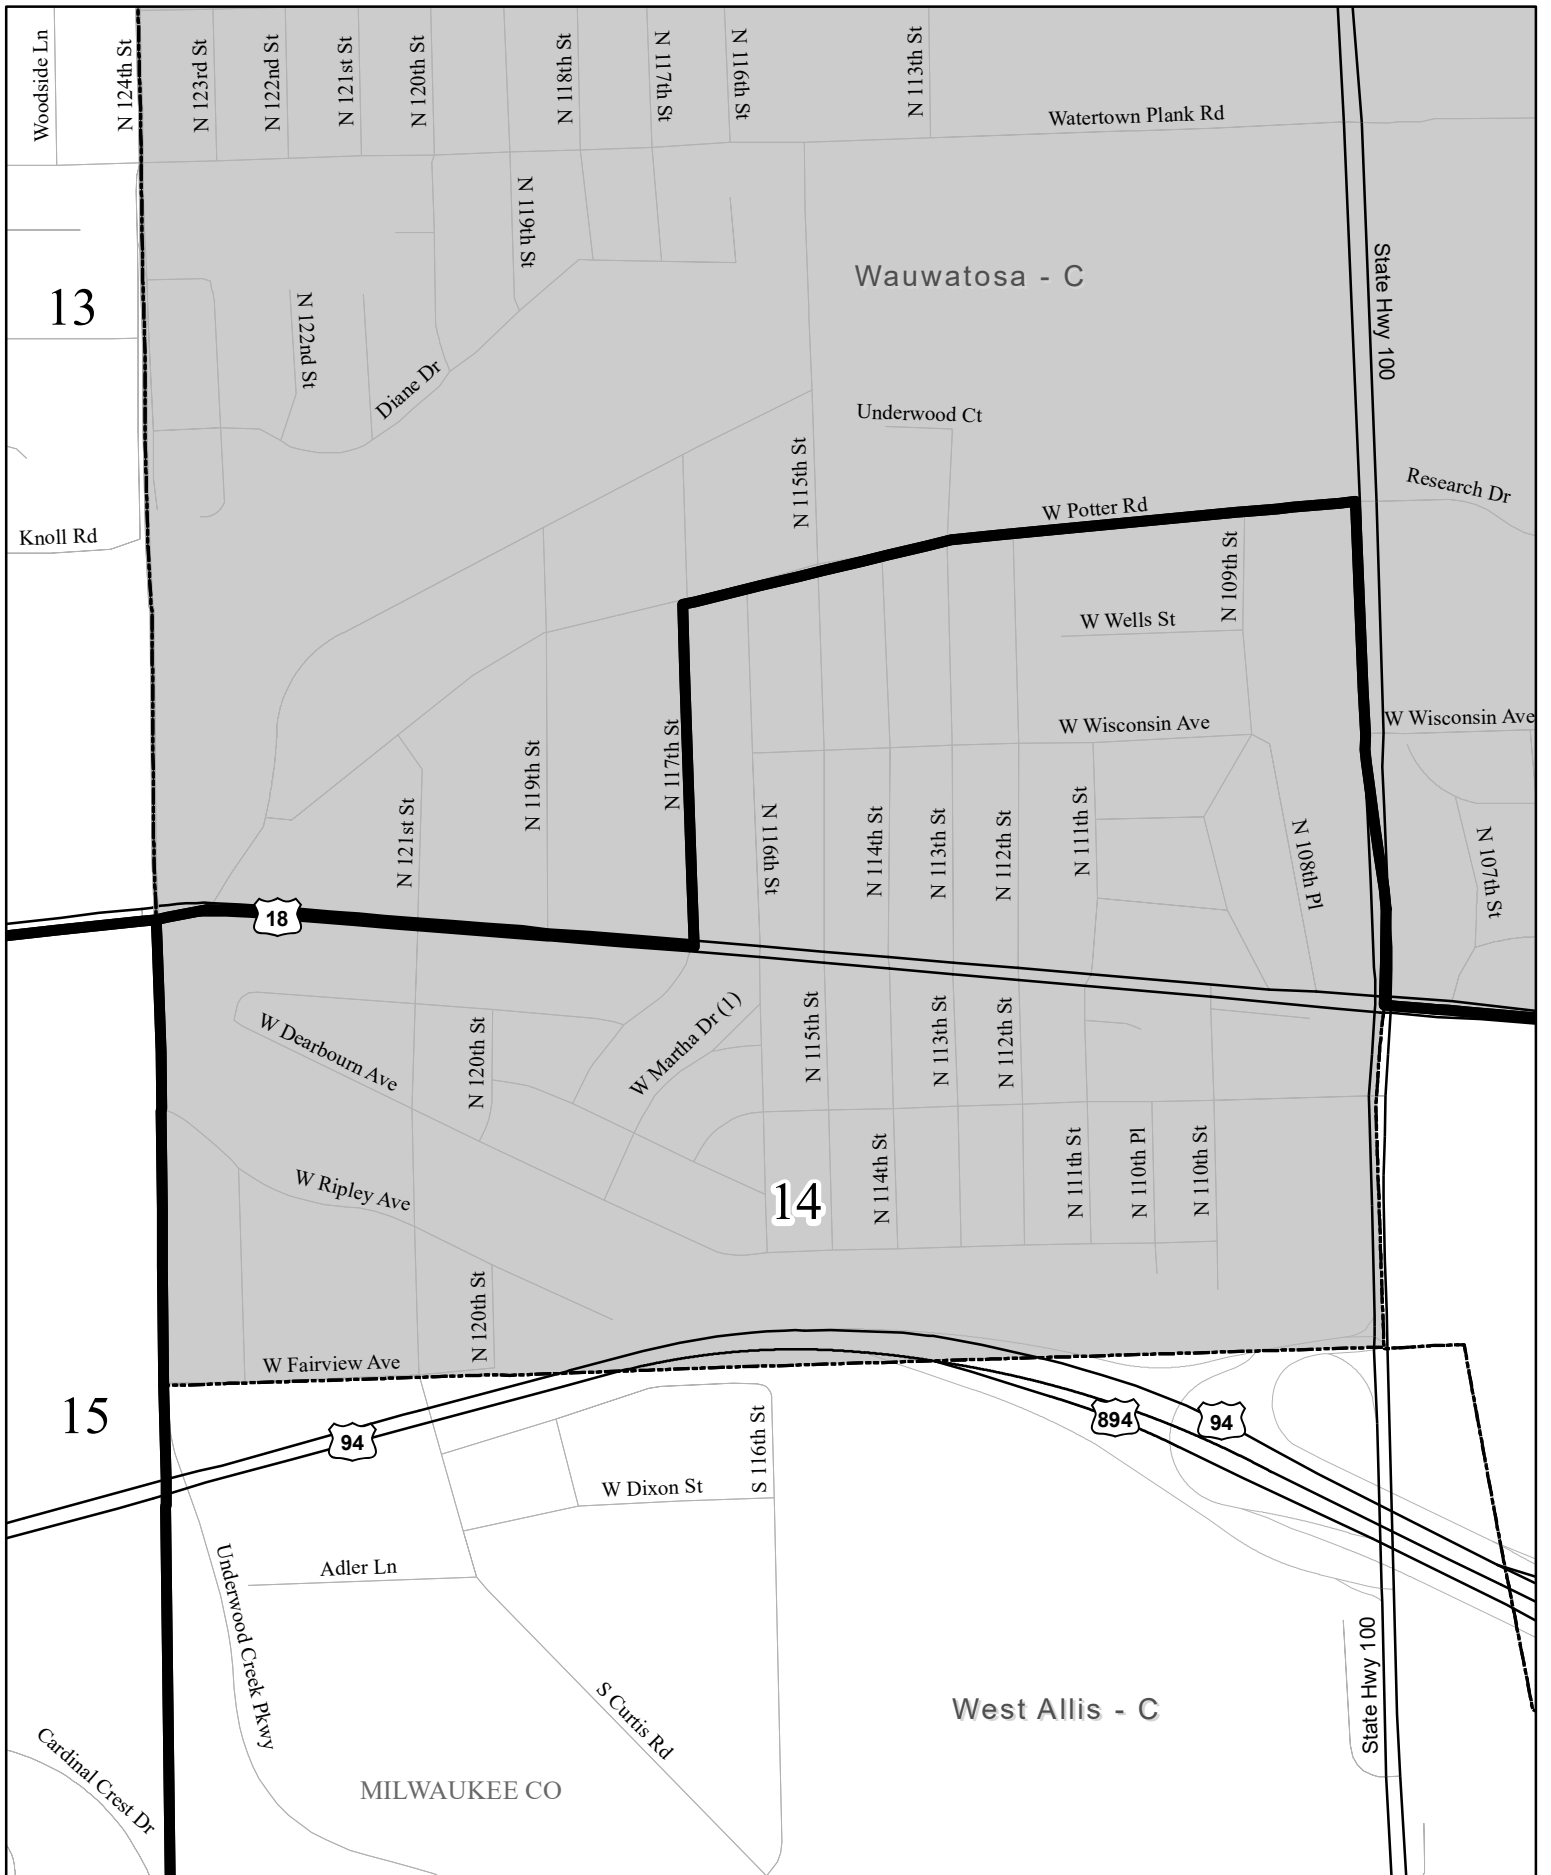 Woodside Ln
N 124th St
N 123rd St
N 122nd St
N 121st St
N 120th St
N 118th St
N 117th St
N 116th St
N 113th St
Watertown Plank Rd
N 119th St
Wauwatosa - C
State Hwy 100
13
N 122nd St
Diane Dr
Underwood Ct
N 115th St
Research Dr
W Potter Rd
Knoll Rd
N 109th St
W Wells St
W Wisconsin Ave
W Wisconsin Ave
N 117th St
N 119th St
N 121st St
N 116th St
N 114th St
N 113th St
N 112th St
N 111th St
N 108th Pl
N 107th St
18
W Dearbourn Ave
N 120th St
W Martha Dr (1)
N 115th St
N 113th St
N 112th St
W Ripley Ave
14
N 114th St
N 111th St
N 110th Pl
N 110th St
N 120th St
W Fairview Ave
15
94
894
94
S 116th St
W Dixon St
Adler Ln
Underwood Creek Pkwy
S Curtis Rd
West Allis - C
State Hwy 100
Cardinal Crest Dr
MILWAUKEE CO